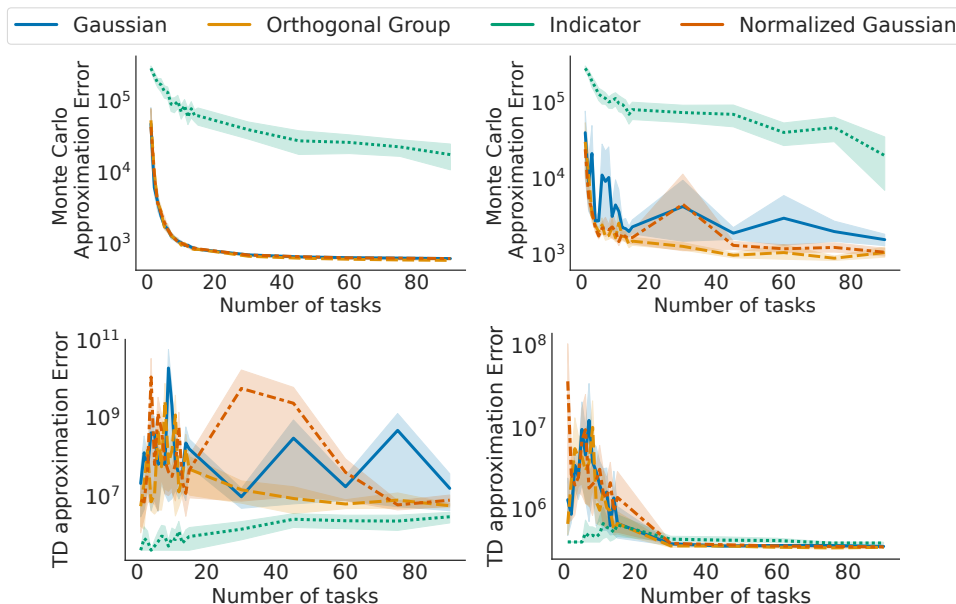 Gaussian Orthogonal Group Indicator Normalized Gaussian
Monte Carlo
Approximation Error
10^5
10^4
10^3
0 20 40 60 80
Number of tasks
Monte Carlo
Approximation Error
10^5
10^4
10^3
0 20 40 60 80
Number of tasks
TD approximation Error
10^11
10^9
10^7
0 20 40 60 80
Number of tasks
TD approximation Error
10^8
10^7
10^6
0 20 40 60 80
Number of tasks